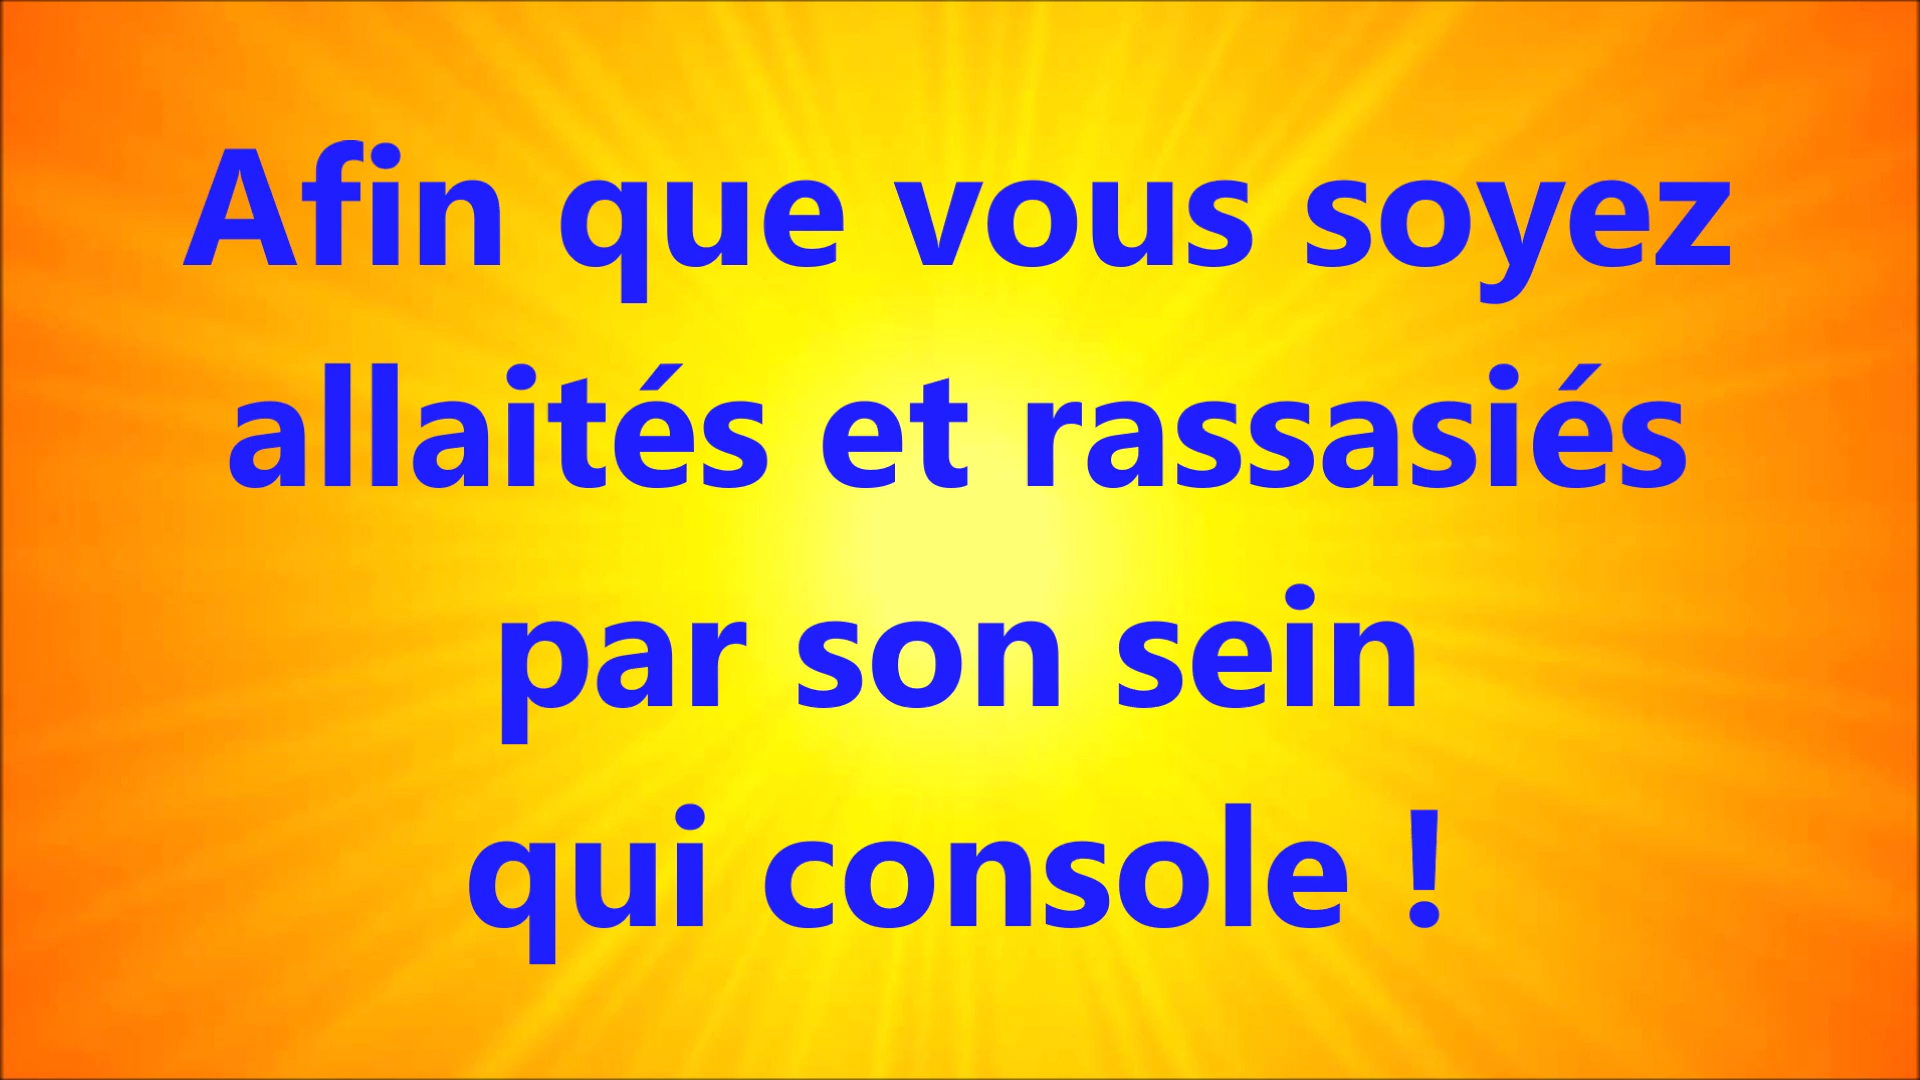 Afin que vous soyez
allaités et rassasiés
par son sein
qui console !